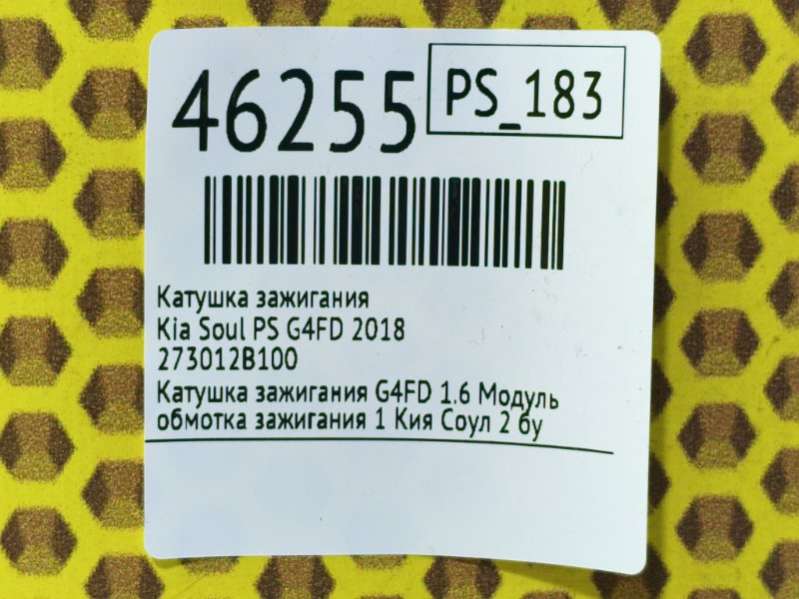 46255
PS_183
Катушка зажигания
Kia Soul PS G4FD 2018
273012B100
Катушка зажигания G4FD 1.6 Модуль
обмотка зажигания 1 Кия Соул 2 бу